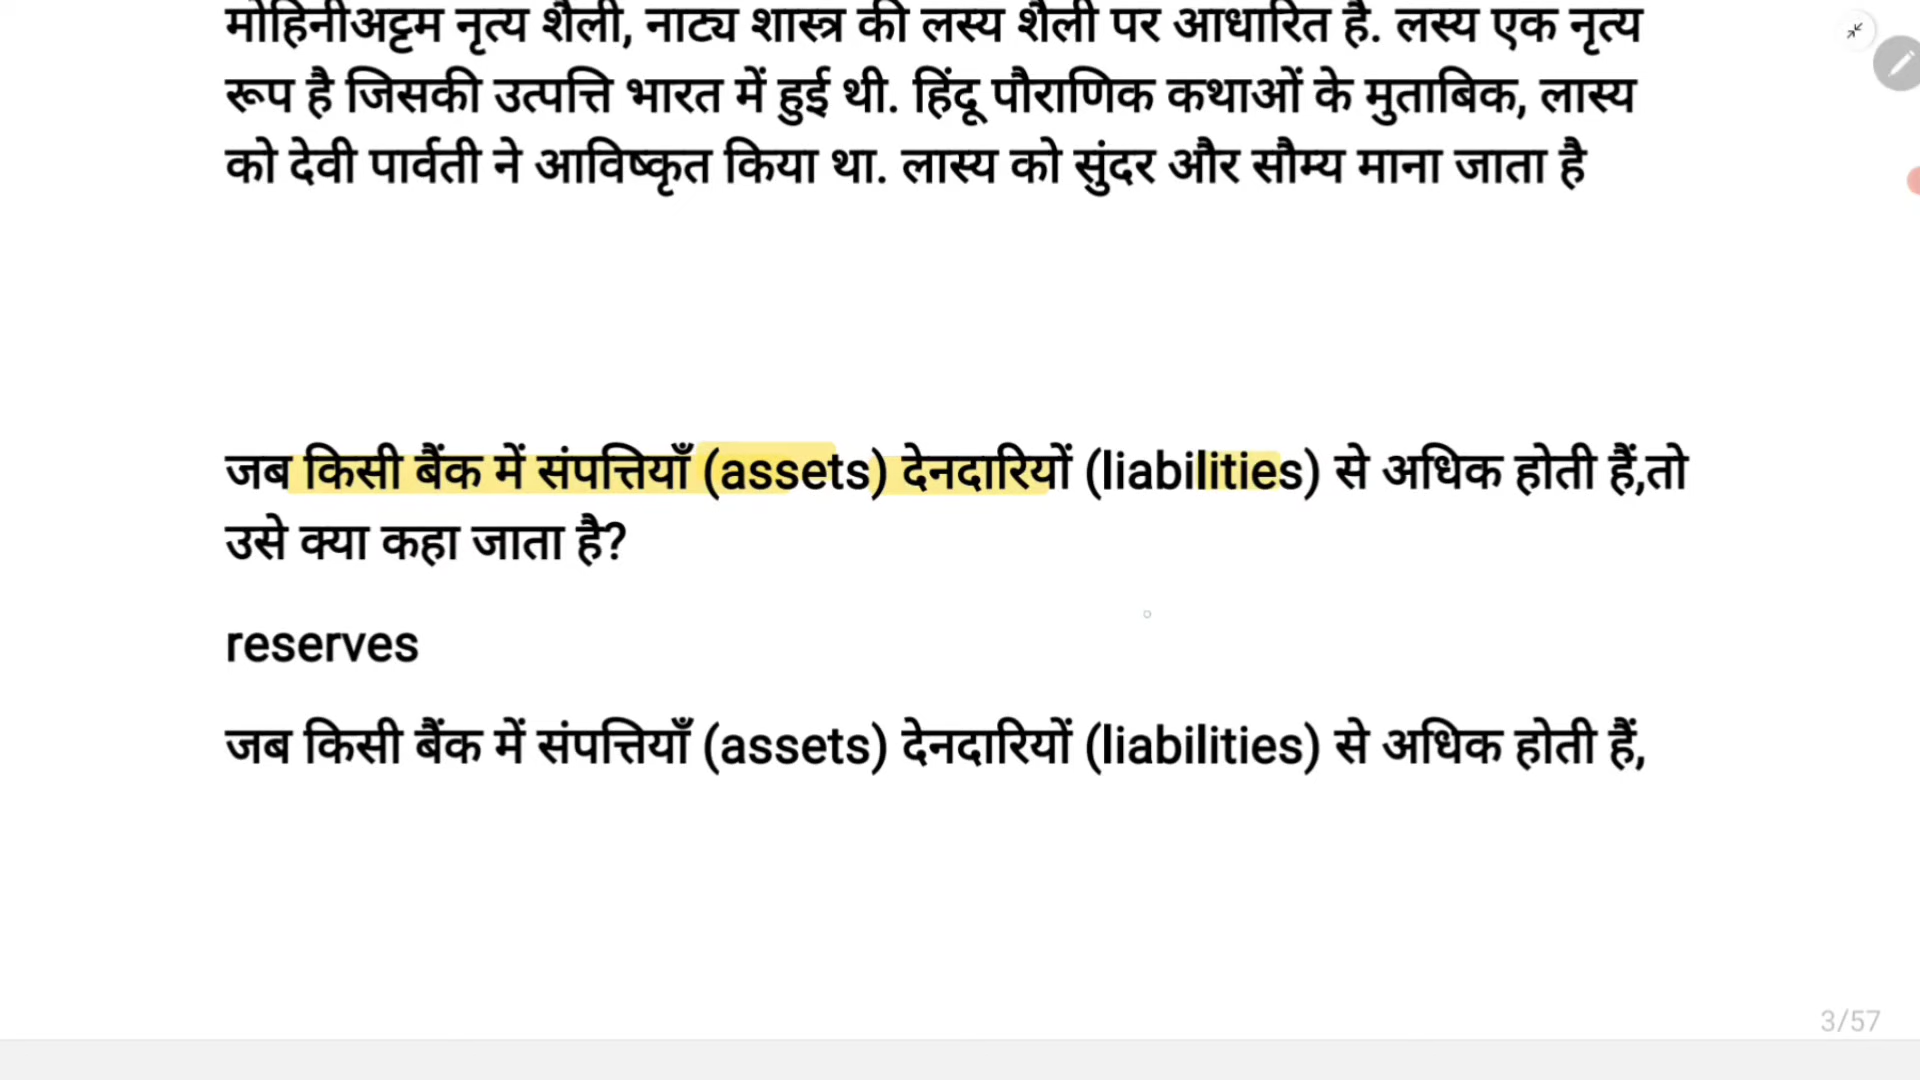 मोहिनीअट्टम नृत्य शैली, नाट्य शास्त्र की लस्य शैली पर आधारित है. लस्य एक नृत्य
रूप है जिसकी उत्पत्ति भारत में हुई थी. हिंदू पौराणिक कथाओं के मुताबिक, लास्य
को देवी पार्वती ने आविष्कृत किया था. लास्य को सुंदर और सौम्य माना जाता है
जब किसी बैंक में संपत्तियाँ (assets) देनदारियों (liabilities) से अधिक होती हैं,तो
उसे क्या कहा जाता है?
reserves
जब किसी बैंक में संपत्तियाँ (assets) देनदारियों (liabilities) से अधिक होती हैं,
3/57